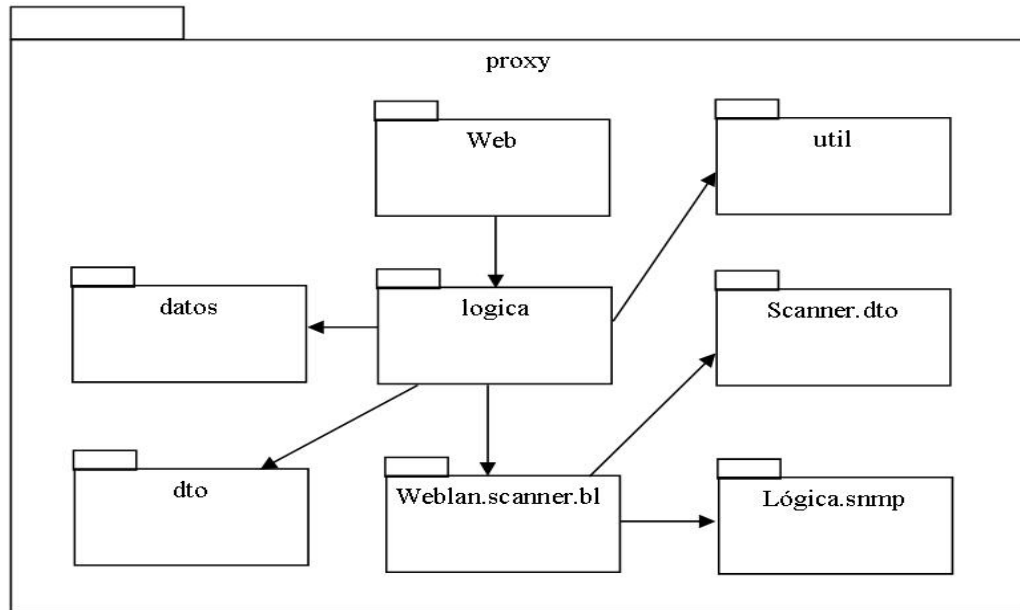 proxy
Web
util
datos
logica
Scanner.dto
dto
Weblan.scanner.bl
Lógica.snmp